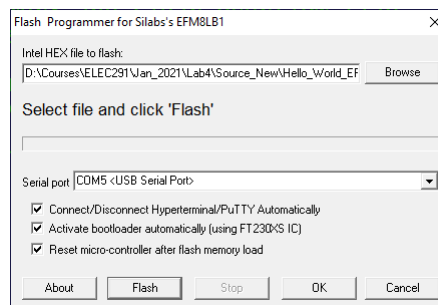 Flash Programmer for Silabs's EFM8LB1
Intel HEX file to flash:
D:\Courses\ELEC291\Jan_2021\Lab4\Source_New\Hello_World_EF
Browse
Select file and click 'Flash'
Serial port
COM5 <USB Serial Port>
Connect/Disconnect Hyperterminal/PuTTY Automatically
Activate bootloader automatically (using FT230XS IC)
Reset micro-controller after flash memory load
About
Flash
Stop
OK
Cancel